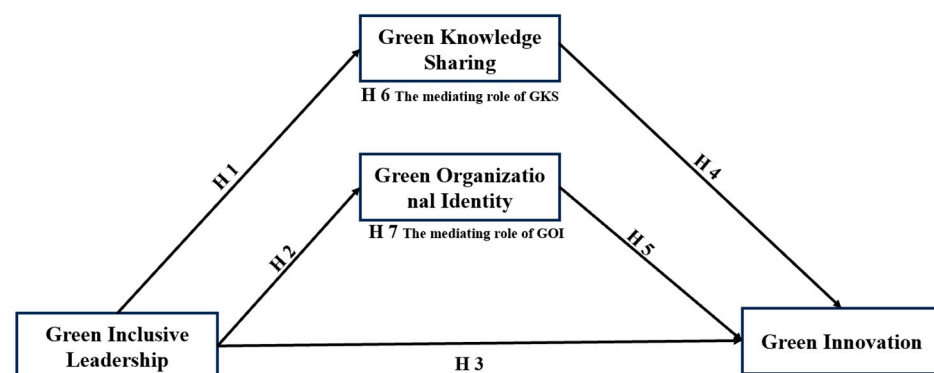 Green Knowledge
Sharing
H 6 The mediating role of GKS
H 1
H 4
Green Organizatio
nal Identity
H 7 The mediating role of GOI
H 2
H 5
Green Inclusive
Leadership
Green Innovation
H 3